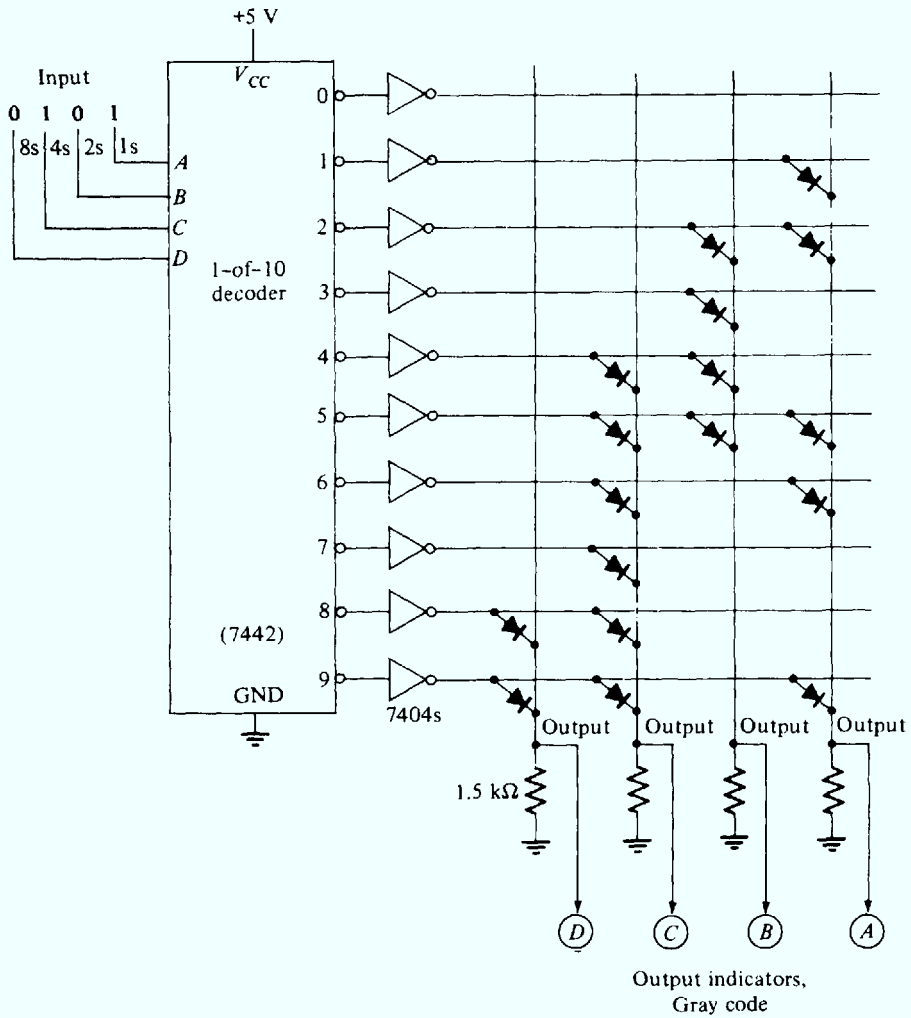 +5 V
Input
V_CC
0 1 0 1
8s 4s 2s 1s
A
B
C
D
1-of-10
decoder
0
1
2
3
4
5
6
7
8
9
(7442)
GND
7404s
Output Output Output Output
1.5 kΩ
D C B A
Output indicators,
Gray code